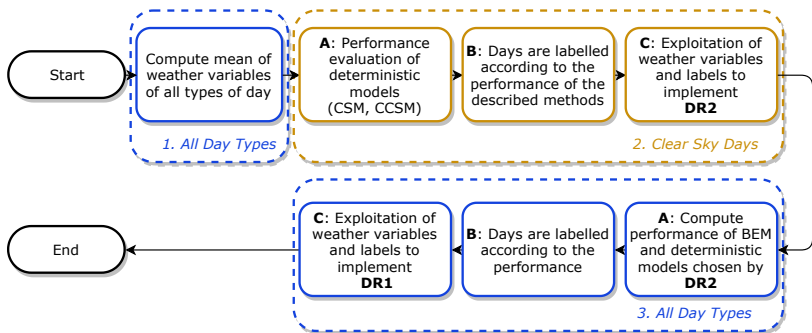 Start
Compute mean of
weather variables
of all types of day
1. All Day Types
A: Performance
evaluation of
deterministic
models
(CSM, CCSM)
B: Days are labelled
according to the
performance of the
described methods
C: Exploitation of
weather variables
and labels to
implement
DR2
2. Clear Sky Days
A: Compute
performance of BEM
and deterministic
models chosen by
DR2
B: Days are labelled
according to the
performance
C: Exploitation of
weather variables
and labels to
implement
DR1
3. All Day Types
End